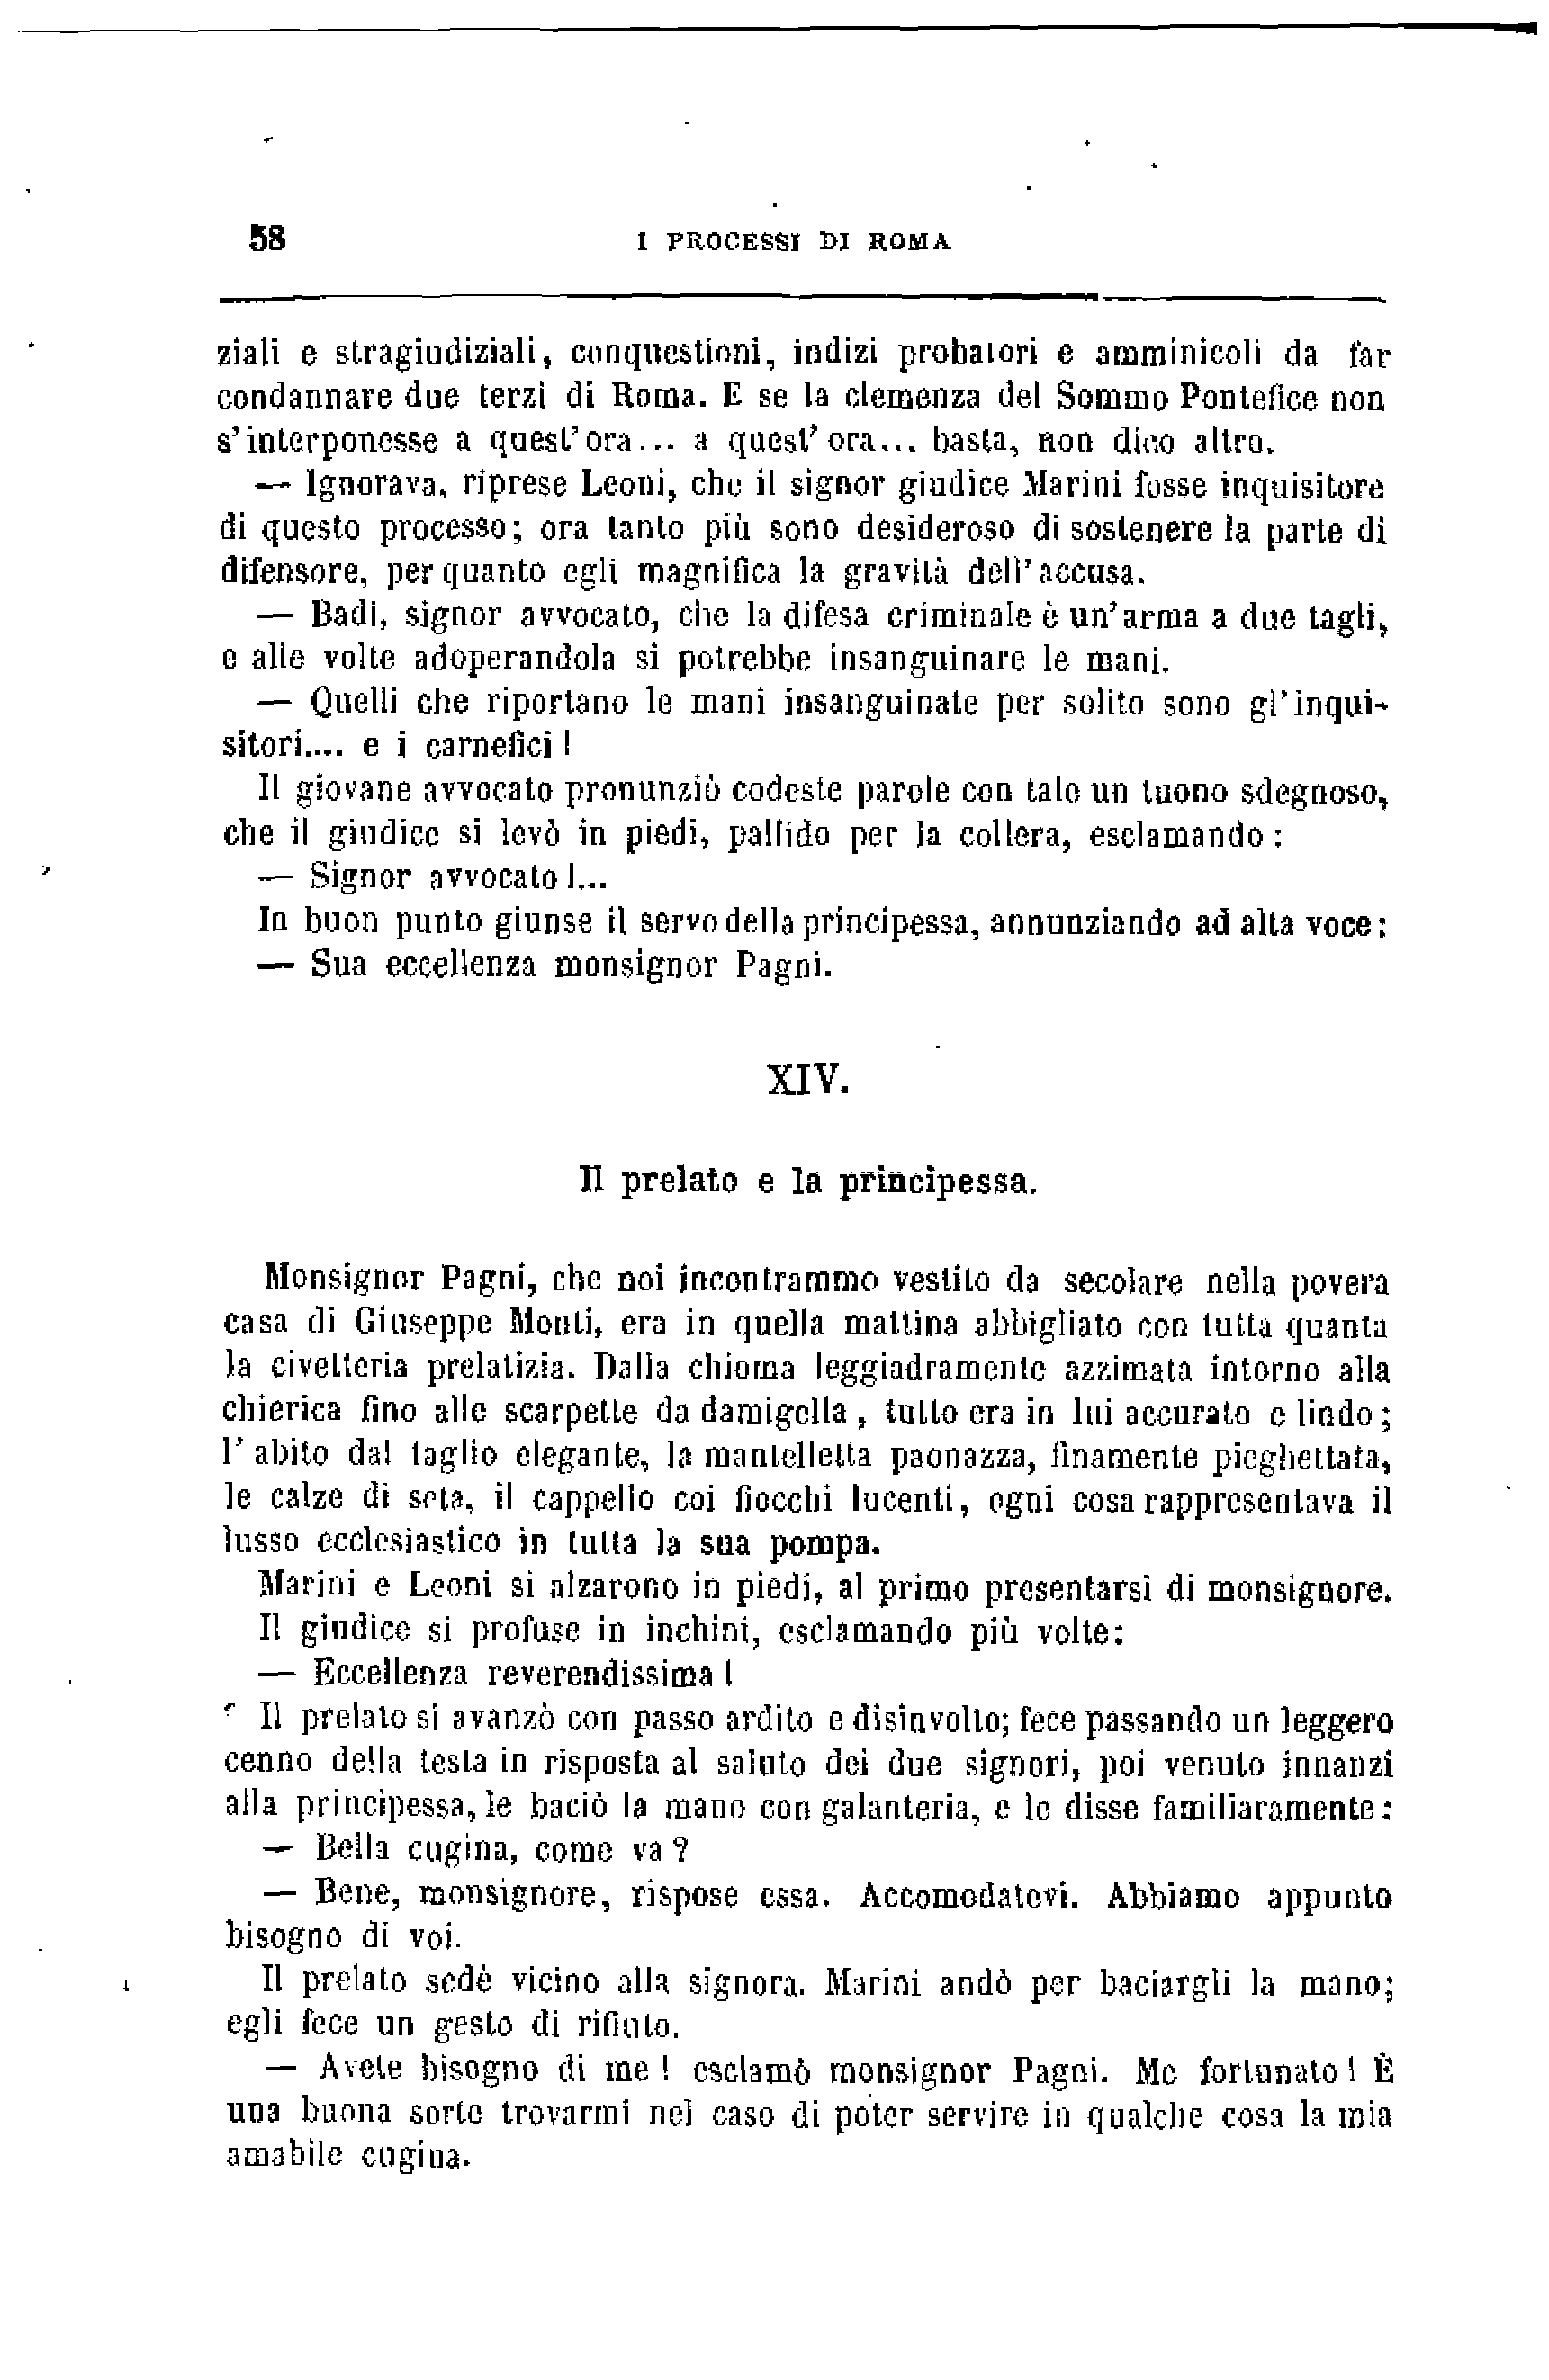 58 I PROCESSI DI ROMA
ziali e stragiudiziali, conquestioni, indizi probatori e amminicoli da far
condannare due terzi di Roma. E se la clemenza del Sommo Pontefice non
s'interponesse a quest'ora... a quest'ora... basta, non dico altro.
— Ignorava, riprese Leoni, che il signor giudice Marini fosse inquisitore
di questo processo; ora tanto più sono desideroso di sostenere la parte di
difensore, per quanto egli magnifica la gravità dell'accusa.
— Badi, signor avvocato, che la difesa criminale è un'arma a due tagli,
e alle volte adoperandola si potrebbe insanguinare le mani.
— Quelli che riportano le mani insanguinate per solito sono gl'inqui-
sitori.... e i carnefici!
Il giovane avvocato pronunziò codeste parole con tale un tuono sdegnoso,
che il giudice si levò in piedi, pallido per la collera, esclamando:
— Signor avvocato!...
In buon punto giunse il servo della principessa, annunziando ad alta voce:
— Sua eccellenza monsignor Pagni.
XIV.
Il prelato e la principessa.
Monsignor Pagni, che noi incontrammo vestito da secolare nella povera
casa di Giuseppe Monti, era in quella mattina abbigliato con tutta quanta
la civetteria prelatizia. Dalla chioma leggiadramente azzimata intorno alla
chierica fino alle scarpette da damigella, tutto era in lui accurato e lindo;
l'abito dal taglio elegante, la mantelletta paonazza, finamente pieghettata,
le calze di seta, il cappello coi fiocchi lucenti, ogni cosa rappresentava il
lusso ecclesiastico in tutta la sua pompa.
Marini e Leoni si alzarono in piedi, al primo presentarsi di monsignore.
Il giudice si profuse in inchini, esclamando più volte:
— Eccellenza reverendissima!
Il prelato si avanzò con passo ardito e disinvolto; fece passando un leggero
cenno della testa in risposta al saluto dei due signori, poi venuto innanzi
alla principessa, le baciò la mano con galanteria, e le disse familiaramente:
— Bella cugina, come va?
— Bene, monsignore, rispose essa. Accomodatevi. Abbiamo appunto
bisogno di voi.
Il prelato sedè vicino alla signora. Marini andò per baciargli la mano;
egli fece un gesto di rifiuto.
— Avete bisogno di me! esclamò monsignor Pagni. Me fortunato! È
una buona sorte trovarmi nel caso di poter servire in qualche cosa la mia
amabile cugina.